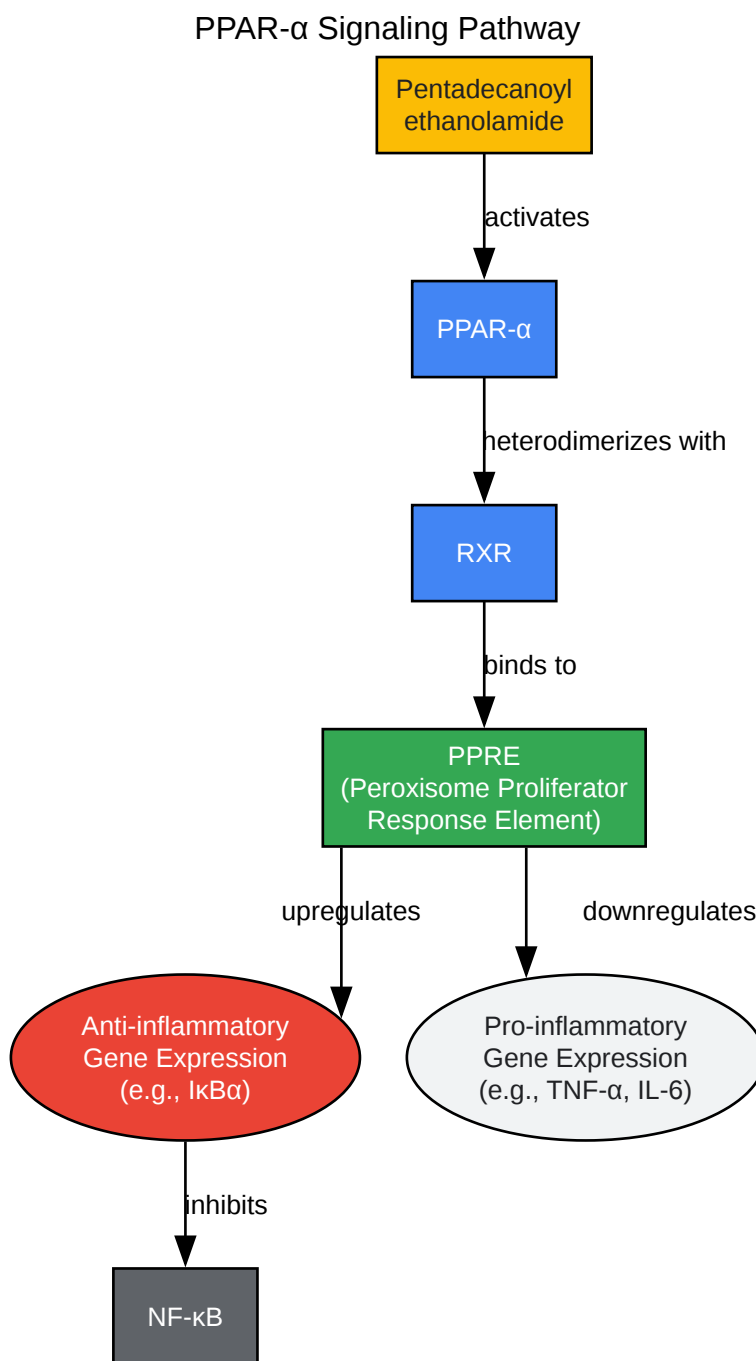 PPAR-α Signaling Pathway
Pentadecanoyl
ethanolamide
activates
PPAR-α
heterodimerizes with
RXR
binds to
PPRE
(Peroxisome Proliferator
Response Element)
upregulates
downregulates
Anti-inflammatory
Gene Expression
(e.g., IκBα)
Pro-inflammatory
Gene Expression
(e.g., TNF-α, IL-6)
inhibits
NF-κB